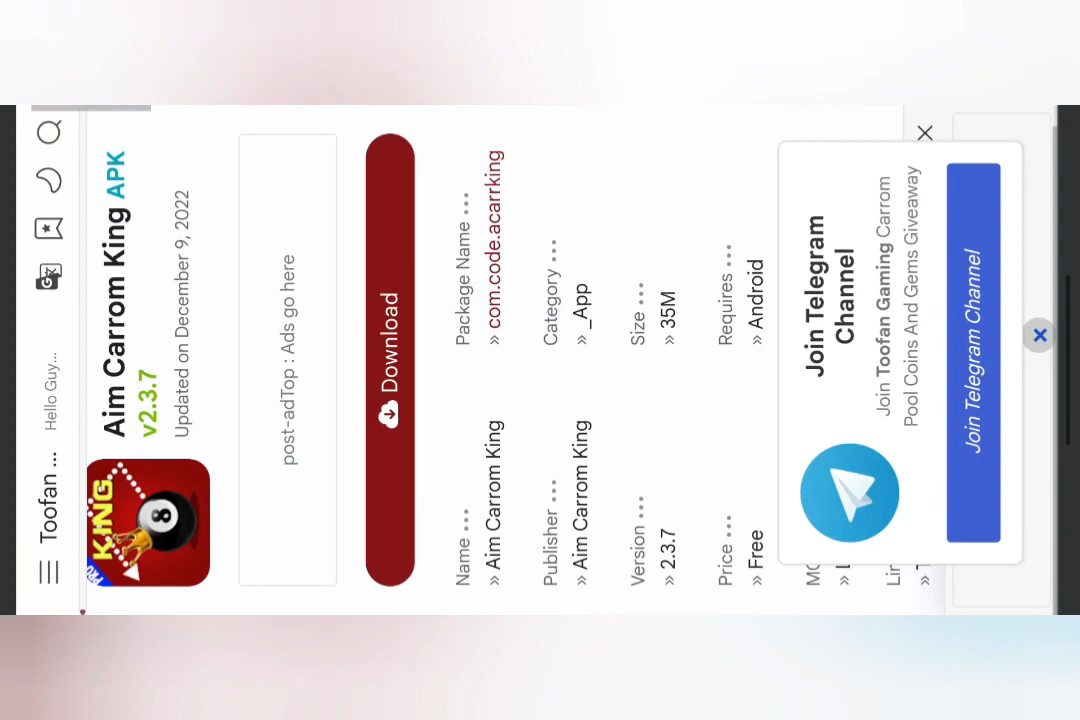 Toofan ...
Hello Guy...
KING
8
Aim Carrom King APK
v2.3.7
Updated on December 9, 2022
post-adTop : Ads go here
Download
Name ...
» Aim Carrom King
Package Name ...
» com.code.acarrking
Publisher ...
» Aim Carrom King
Category ...
» _App
Version ...
» 2.3.7
Size ...
» 35M
Price ...
» Free
Requires ...
» Android
Join Telegram
Channel
Join Toofan Gaming Carrom
Pool Coins And Gems Giveaway
Join Telegram Channel